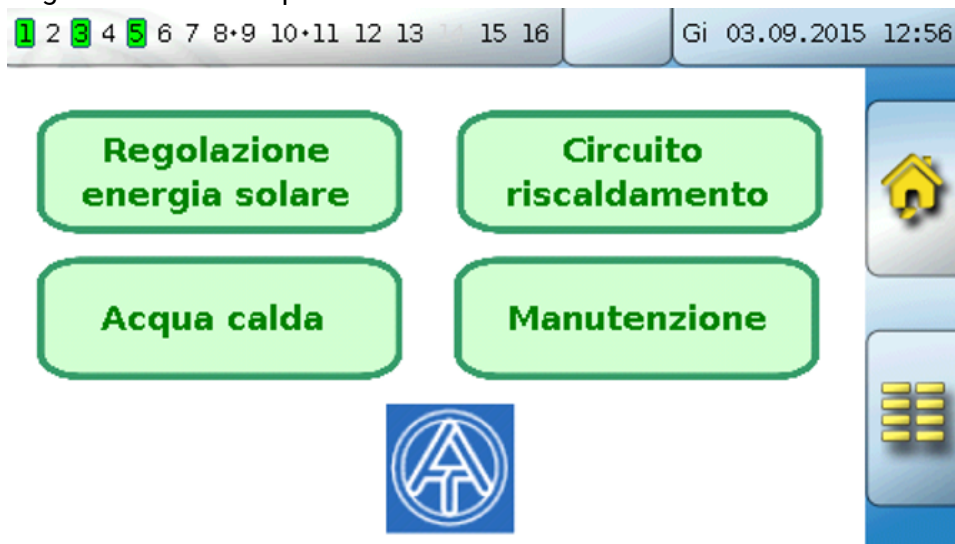 1 2 3 4 5 6 7 8•9 10•11 12 13 14 15 16 Gi 03.09.2015 12:56
Regolazione
energia solare
Circuito
riscaldamento
Acqua calda
Manutenzione